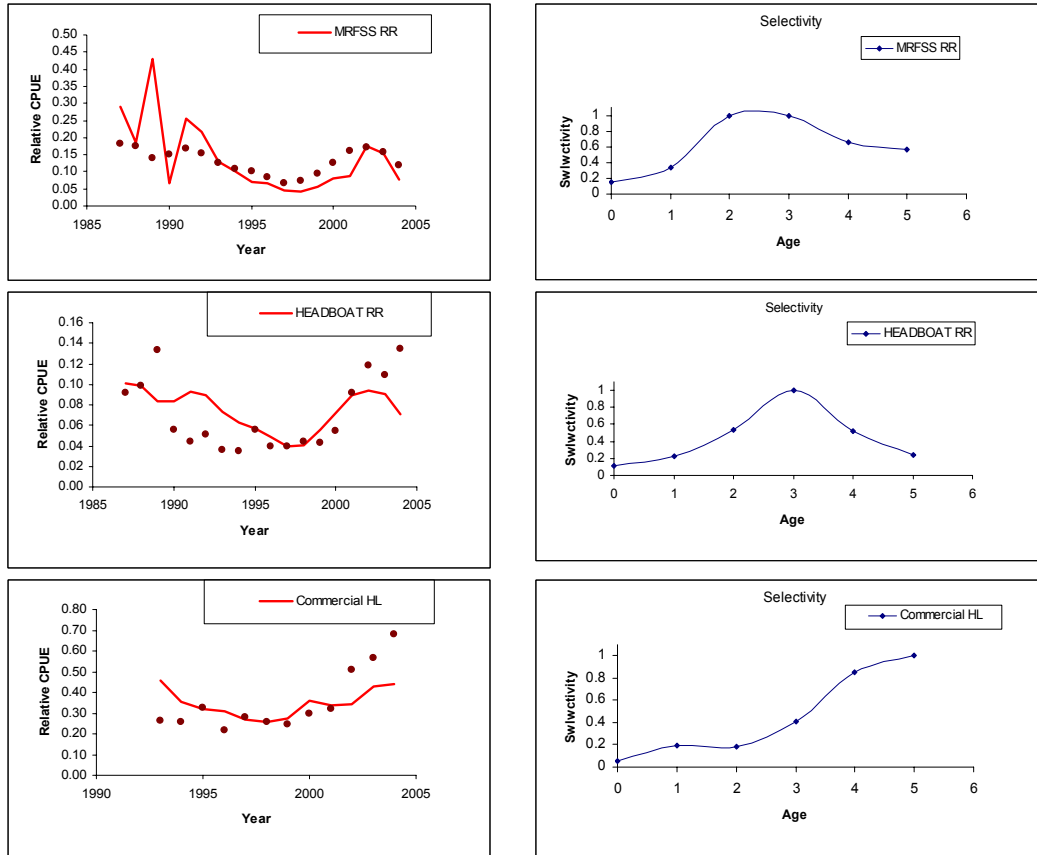 MRFSS RR
0.50
0.45
0.40
0.35
0.30
0.25
0.20
0.15
0.10
0.05
0.00
Relative CPUE
1985 1990 1995 2000 2005
Year
Selectivity
MRFSS RR
1
0.8
0.6
0.4
0.2
0
Swlwctivity
0 1 2 3 4 5 6
Age
HEADBOAT RR
0.16
0.14
0.12
0.10
0.08
0.06
0.04
0.02
0.00
Relative CPUE
1985 1990 1995 2000 2005
Year
Selectivity
HEADBOAT RR
1
0.8
0.6
0.4
0.2
0
Swlwctivity
0 1 2 3 4 5 6
Age
Commercial HL
0.80
0.70
0.60
0.50
0.40
0.30
0.20
0.10
0.00
Relative CPUE
1990 1995 2000 2005
Year
Selectivity
Commercial HL
1
0.8
0.6
0.4
0.2
0
Swlwctivity
0 1 2 3 4 5 6
Age